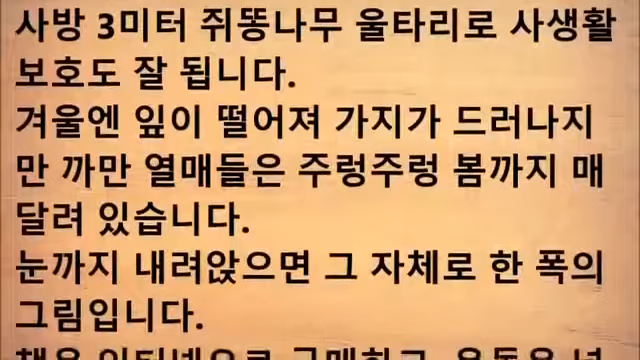 사방 3미터 쥐똥나무 울타리로 사생활
보호도 잘 됩니다.
겨울엔 잎이 떨어져 가지가 드러나지
만 까만 열매들은 주렁주렁 봄까지 매
달려 있습니다.
눈까지 내려앉으면 그 자체로 한 폭의
그림입니다.